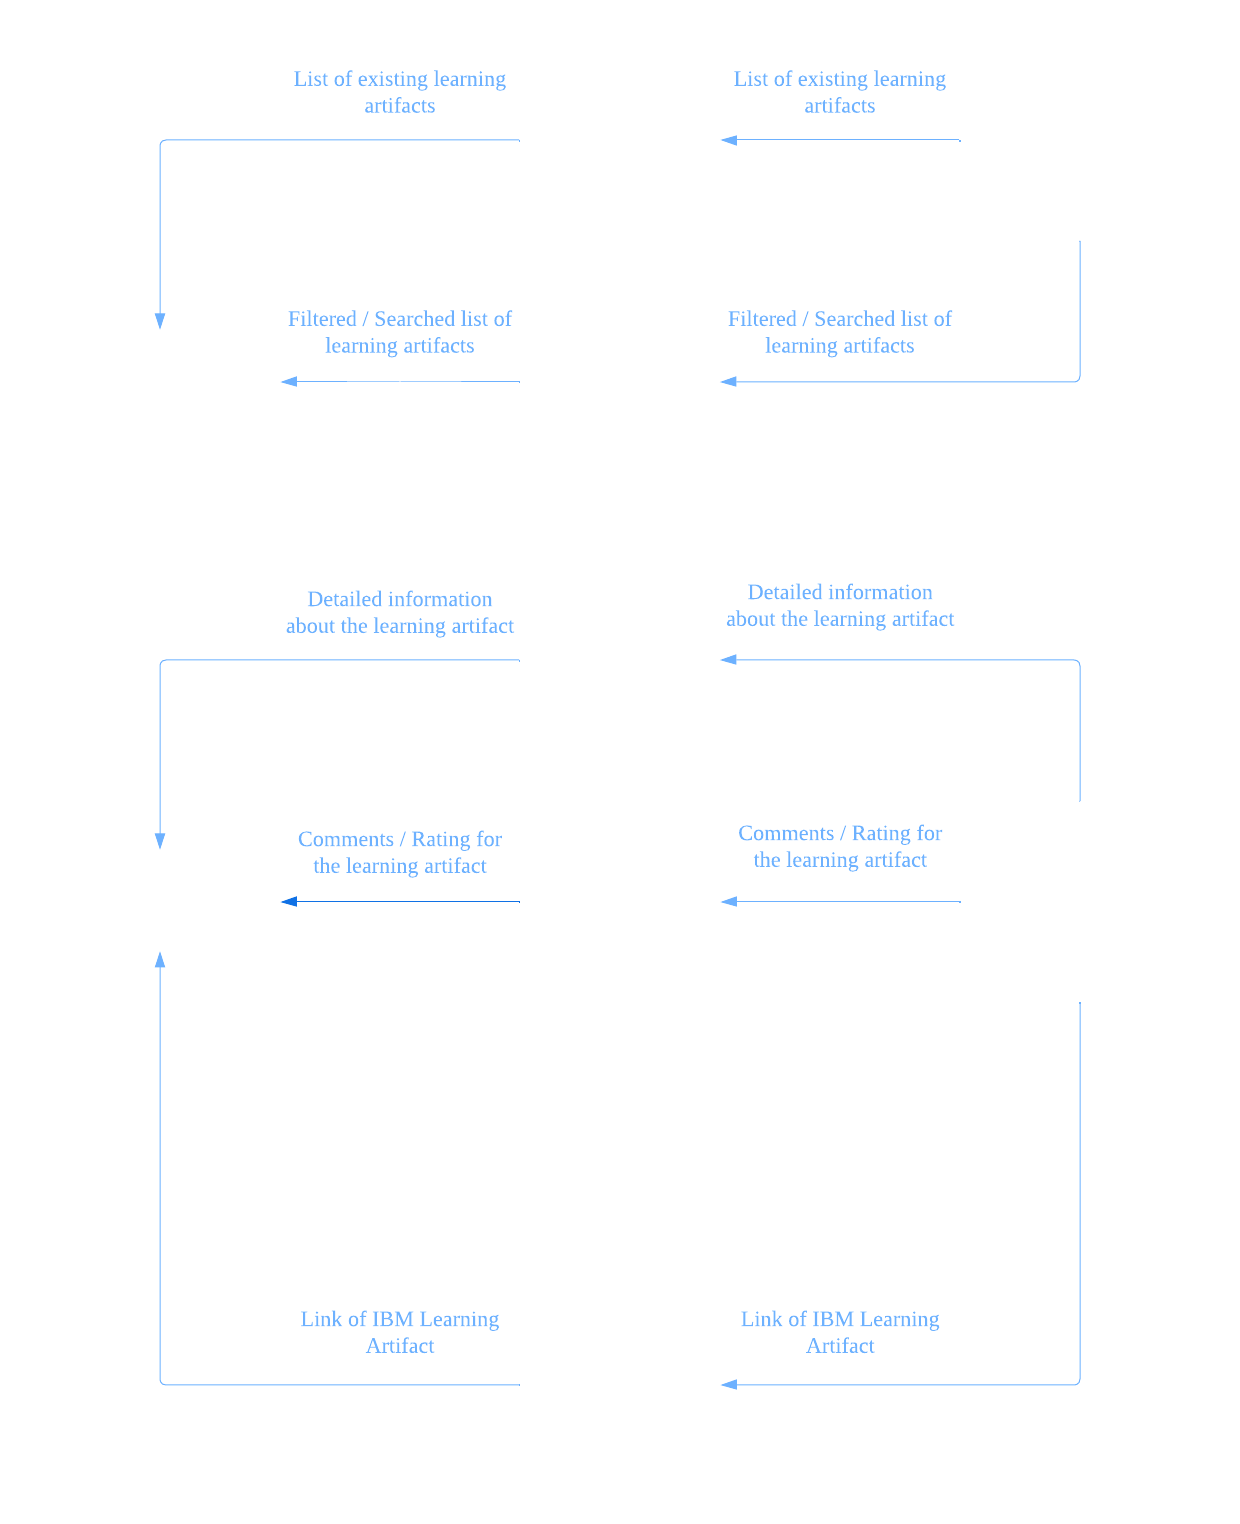 List of existing learning
artifacts
List of existing learning
artifacts
Filtered / Searched list of
learning artifacts
Filtered / Searched list of
learning artifacts
Detailed information
about the learning artifact
Detailed information
about the learning artifact
Comments / Rating for
the learning artifact
Comments / Rating for
the learning artifact
Link of IBM Learning
Artifact
Link of IBM Learning
Artifact